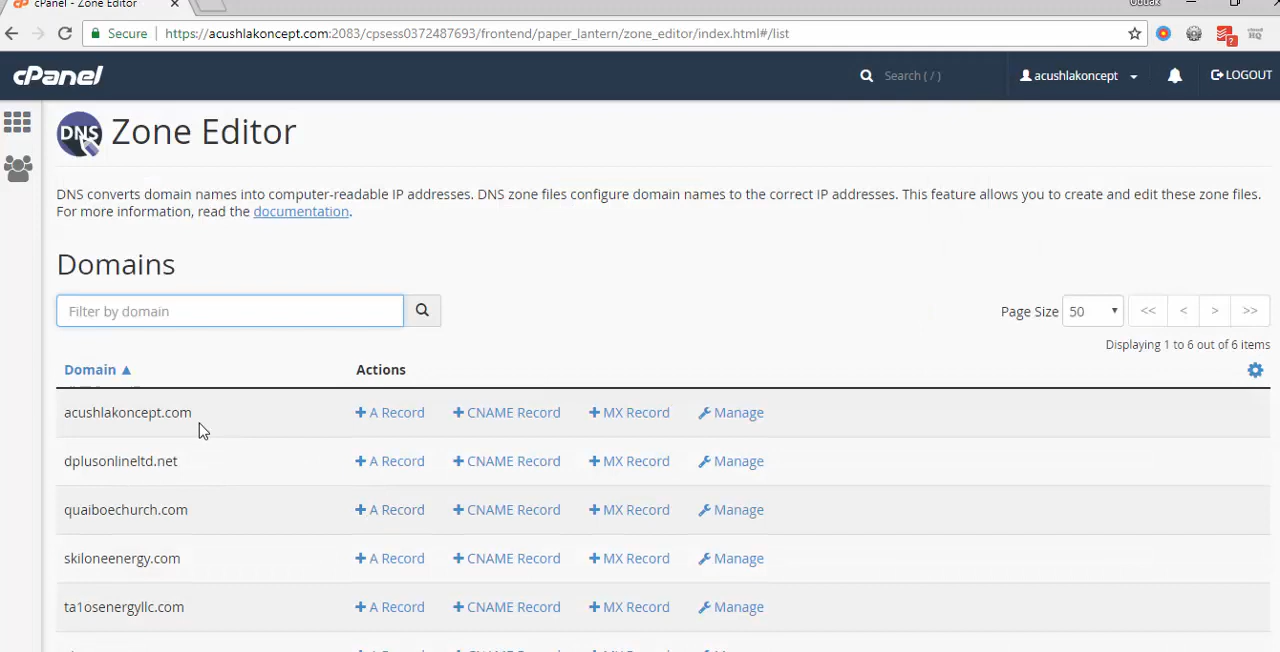 cPanel - Zone Editor
Secure https://acushlakoncept.com:2083/cpsess0372487693/frontend/paper_lantern/zone_editor/index.html#/list
cPanel Search ( / ) acushlakoncept LOGOUT
DNS Zone Editor
DNS converts domain names into computer-readable IP addresses. DNS zone files configure domain names to the correct IP addresses. This feature allows you to create and edit these zone files.
For more information, read the documentation.
Domains
Filter by domain Page Size 50 << < > >>
Displaying 1 to 6 out of 6 items
Domain ▲ Actions
acushlakoncept.com + A Record + CNAME Record + MX Record Manage
dplusonlineltd.net + A Record + CNAME Record + MX Record Manage
quaiboechurch.com + A Record + CNAME Record + MX Record Manage
skiloneenergy.com + A Record + CNAME Record + MX Record Manage
ta1osenergyllc.com + A Record + CNAME Record + MX Record Manage